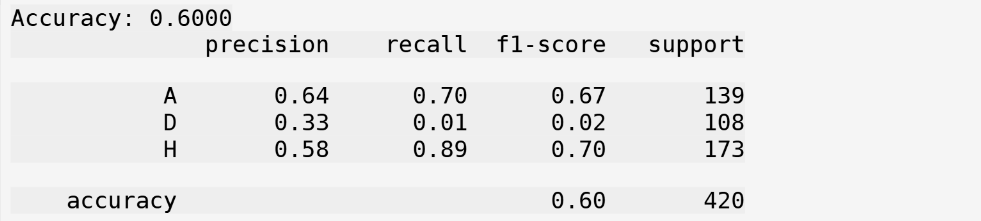 Accuracy: 0.6000
precision recall f1-score support
A 0.64 0.70 0.67 139
D 0.33 0.01 0.02 108
H 0.58 0.89 0.70 173
accuracy 0.60 420